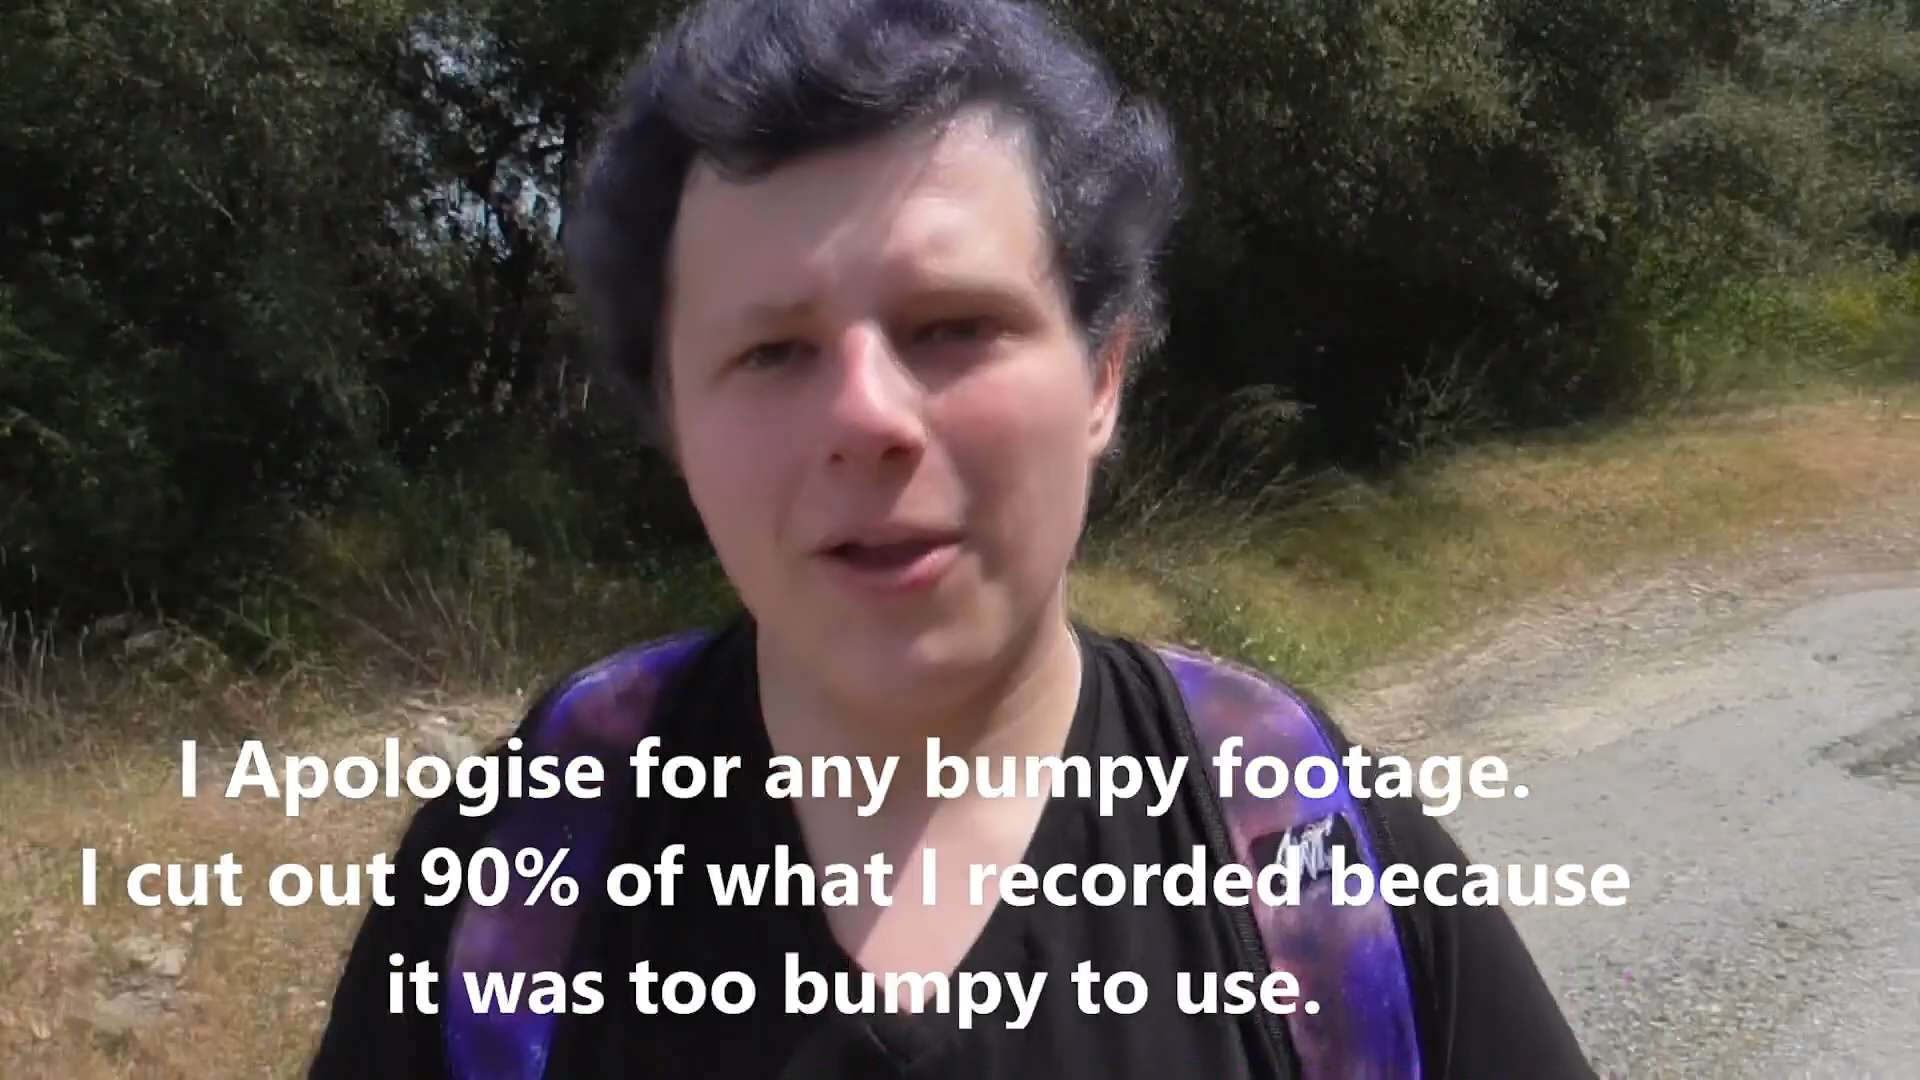 I Apologise for any bumpy footage.
I cut out 90% of what I recorded because
it was too bumpy to use.